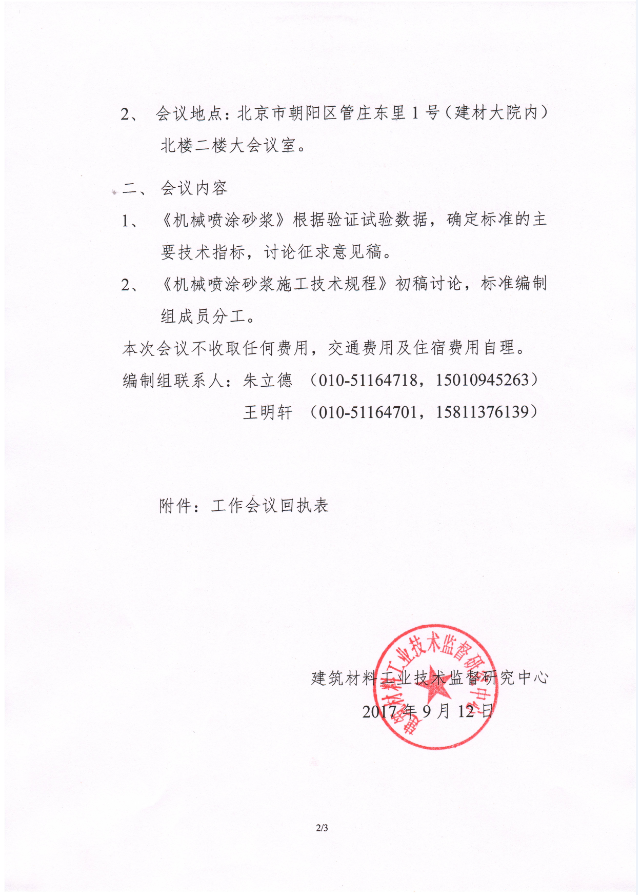 2、 会议地点：北京市朝阳区管庄东里 1 号（建材大院内）
北楼二楼大会议室。
二、 会议内容
1、 《机械喷涂砂浆》根据验证试验数据，确定标准的主
要技术指标，讨论征求意见稿。
2、 《机械喷涂砂浆施工技术规程》初稿讨论，标准编制
组成员分工。
本次会议不收取任何费用，交通费用及住宿费用自理。
编制组联系人：朱立德 （010-51164718，15010945263）
王明轩 （010-51164701，15811376139）
附件：工作会议回执表
建筑材料工业技术监督研究中心
建筑材料工业技术监督研究中心
2017 年 9 月 12 日
2/3